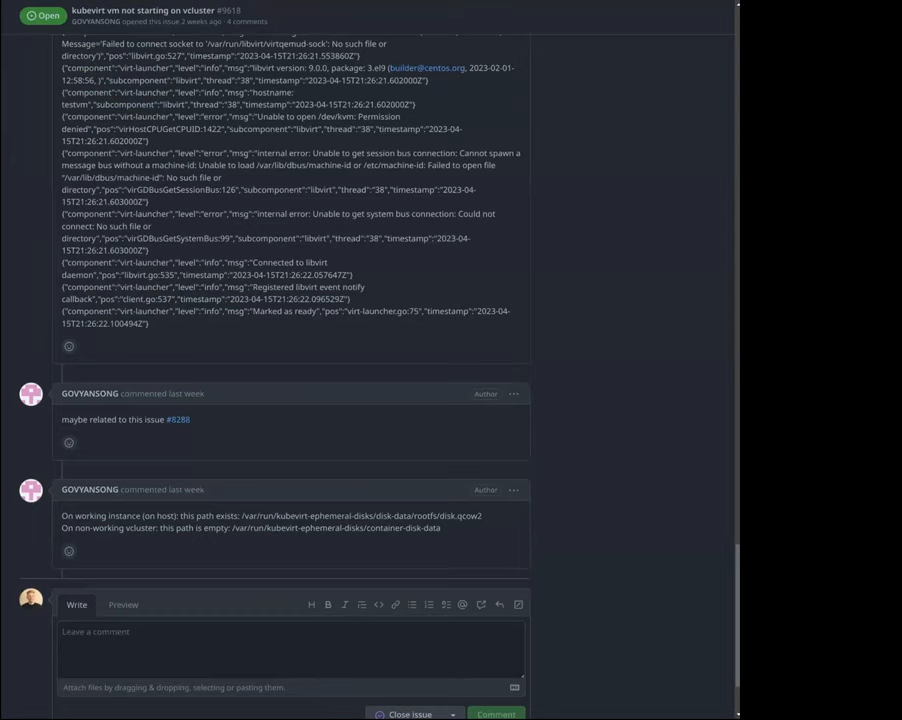 Open
kubevirt vm not starting on vcluster #9618
GOVYANSONG opened this issue 2 weeks ago · 4 comments
Message='Failed to connect socket to '/var/run/libvirt/virtqemud-sock': No such file or
directory')","pos":"libvirt.go:527","timestamp":"2023-04-15T21:26:21.553860Z"}
{"component":"virt-launcher","level":"info","msg":"libvirt version: 9.0.0, package: 3.el9 (builder@centos.org, 2023-02-01-
12:58:56, )","subcomponent":"libvirt","thread":"38","timestamp":"2023-04-15T21:26:21.602000Z"}
{"component":"virt-launcher","level":"info","msg":"hostname:
testvm","subcomponent":"libvirt","thread":"38","timestamp":"2023-04-15T21:26:21.602000Z"}
{"component":"virt-launcher","level":"error","msg":"Unable to open /dev/kvm: Permission
denied","pos":"virHostCPUGetCPUID:1422","subcomponent":"libvirt","thread":"38","timestamp":"2023-04-
15T21:26:21.602000Z"}
{"component":"virt-launcher","level":"error","msg":"internal error: Unable to get session bus connection: Cannot spawn a
message bus without a machine-id: Unable to load /var/lib/dbus/machine-id or /etc/machine-id: Failed to open file
"/var/lib/dbus/machine-id": No such file or
directory","pos":"virGDBusGetSessionBus:126","subcomponent":"libvirt","thread":"38","timestamp":"2023-04-
15T21:26:21.603000Z"}
{"component":"virt-launcher","level":"error","msg":"internal error: Unable to get system bus connection: Could not
connect: No such file or
directory","pos":"virGDBusGetSystemBus:99","subcomponent":"libvirt","thread":"38","timestamp":"2023-04-
15T21:26:21.603000Z"}
{"component":"virt-launcher","level":"info","msg":"Connected to libvirt
daemon","pos":"libvirt.go:535","timestamp":"2023-04-15T21:26:22.057647Z"}
{"component":"virt-launcher","level":"info","msg":"Registered libvirt event notify
callback","pos":"client.go:537","timestamp":"2023-04-15T21:26:22.096529Z"}
{"component":"virt-launcher","level":"info","msg":"Marked as ready","pos":"virt-launcher.go:75","timestamp":"2023-04-
15T21:26:22.100494Z"}
GOVYANSONG commented last week
Author
maybe related to this issue #8288
GOVYANSONG commented last week
Author
On working instance (on host): this path exists: /var/run/kubevirt-ephemeral-disks/disk-data/rootfs/disk.qcow2
On non-working vcluster: this path is empty: /var/run/kubevirt-ephemeral-disks/container-disk-data
Write
Preview
Leave a comment
Attach files by dragging & dropping, selecting or pasting them.
Close issue
Comment